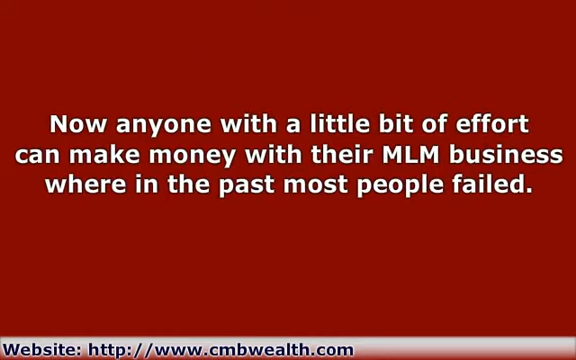 Now anyone with a little bit of effort
can make money with their MLM business
where in the past most people failed.
Website: http://www.cmbwealth.com